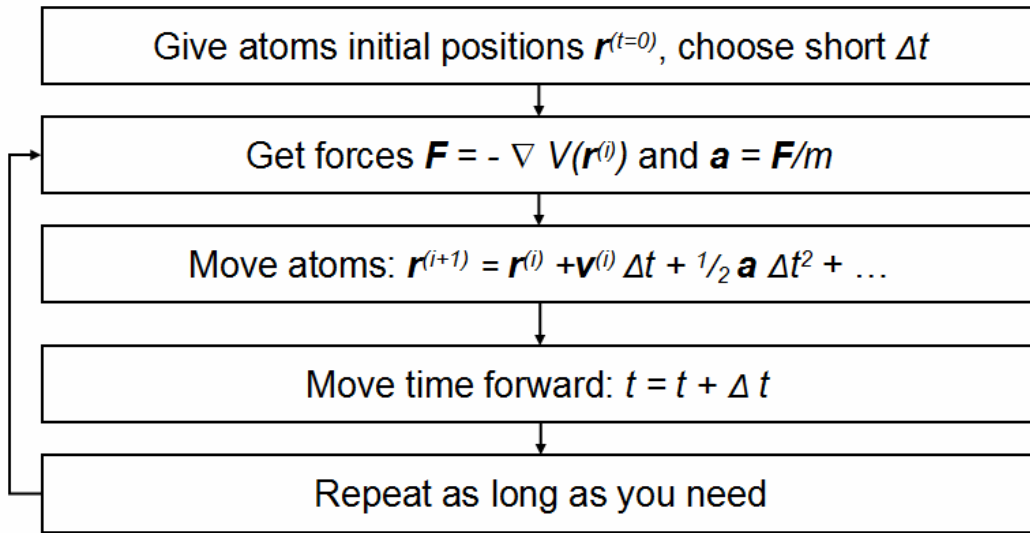 Give atoms initial positions r⁽ᵗ⁼⁰⁾, choose short Δt
Get forces F = - ∇ V(r⁽ⁱ⁾) and a = F/m
Move atoms: r⁽ⁱ⁺¹⁾ = r⁽ⁱ⁾ +v⁽ⁱ⁾ Δt + ¹/₂ a Δt² + …
Move time forward: t = t + Δ t
Repeat as long as you need